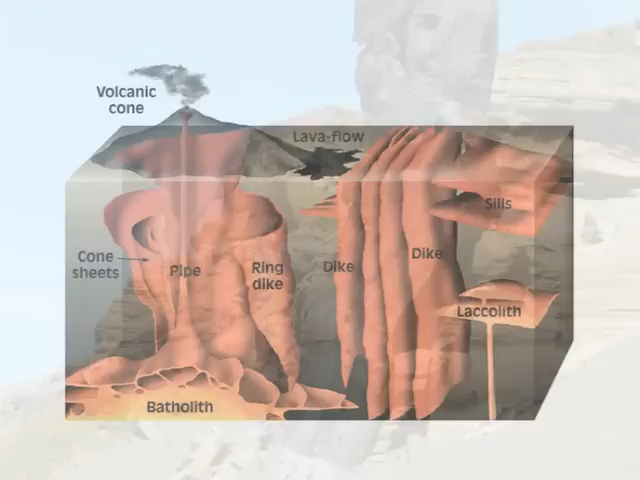 Volcanic
cone
Lava-flow
Sills
Cone
sheets
Pipe
Ring
dike
Dike
Dike
Laccolith
Batholith